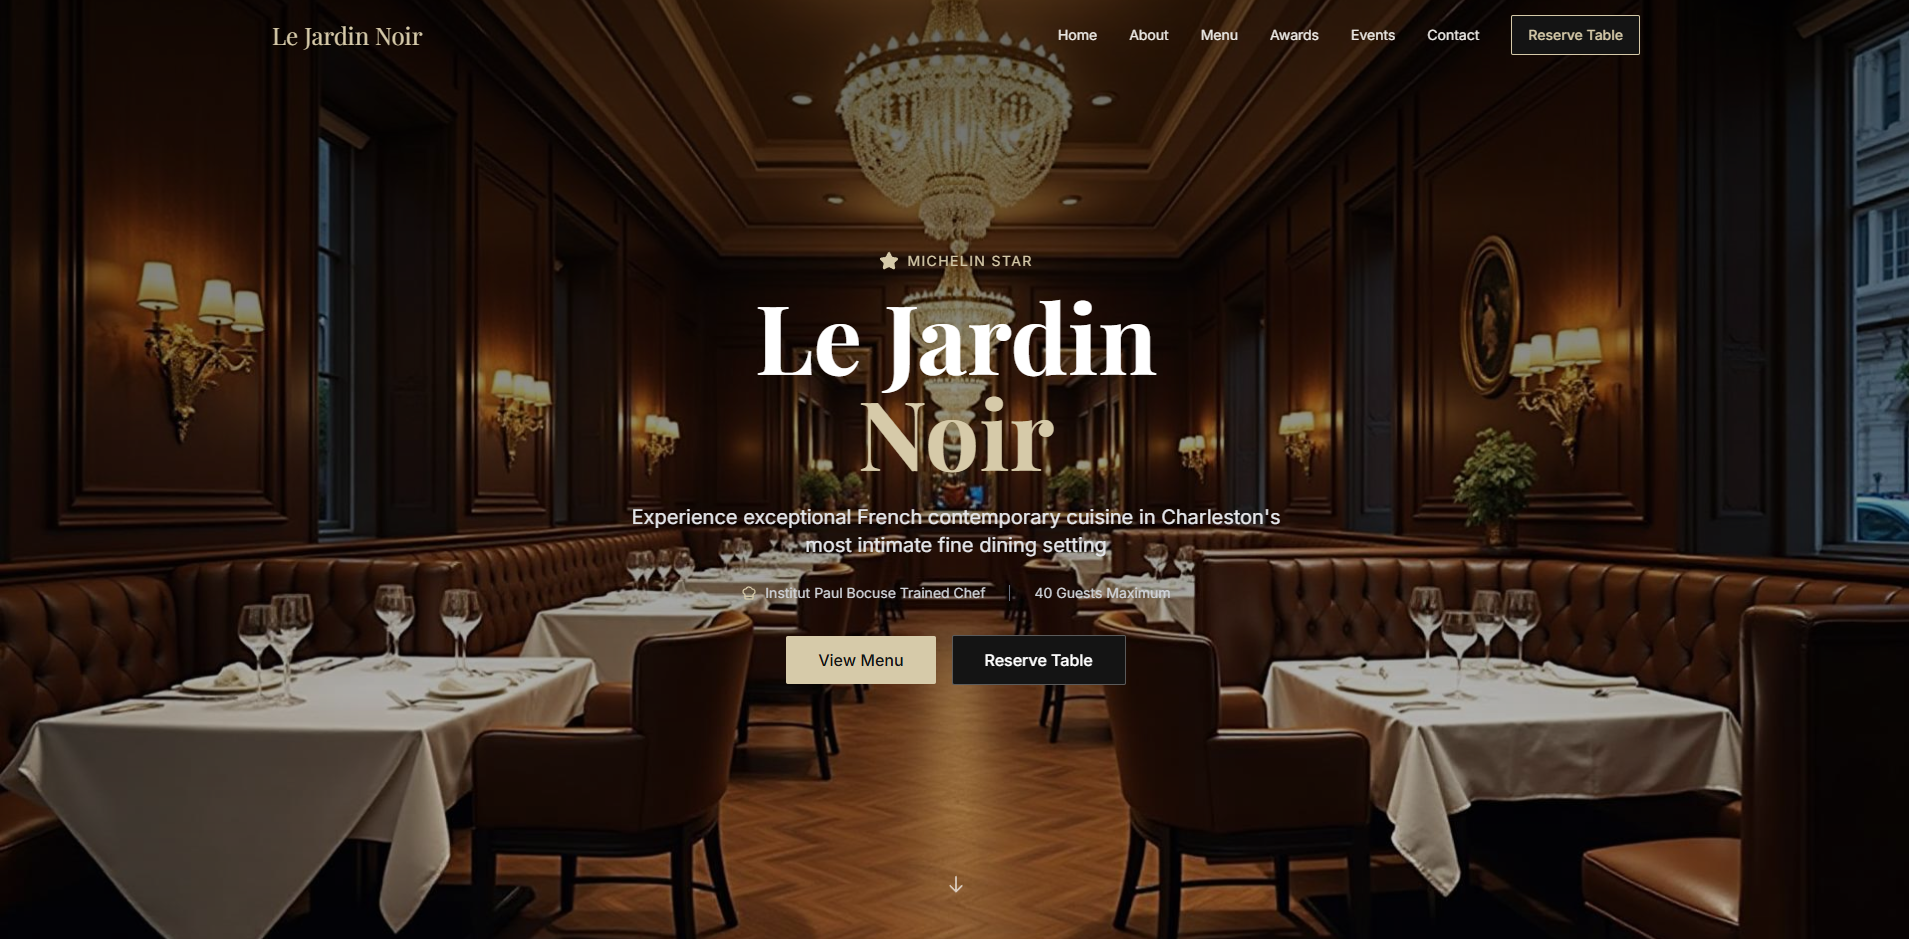 Le Jardin Noir
Home
About
Menu
Awards
Events
Contact
Reserve Table
MICHELIN STAR
Le Jardin
Noir
Experience exceptional French contemporary cuisine in Charleston's
most intimate fine dining setting.
Institut Paul Bocuse Trained Chef
40 Guests Maximum
View Menu
Reserve Table